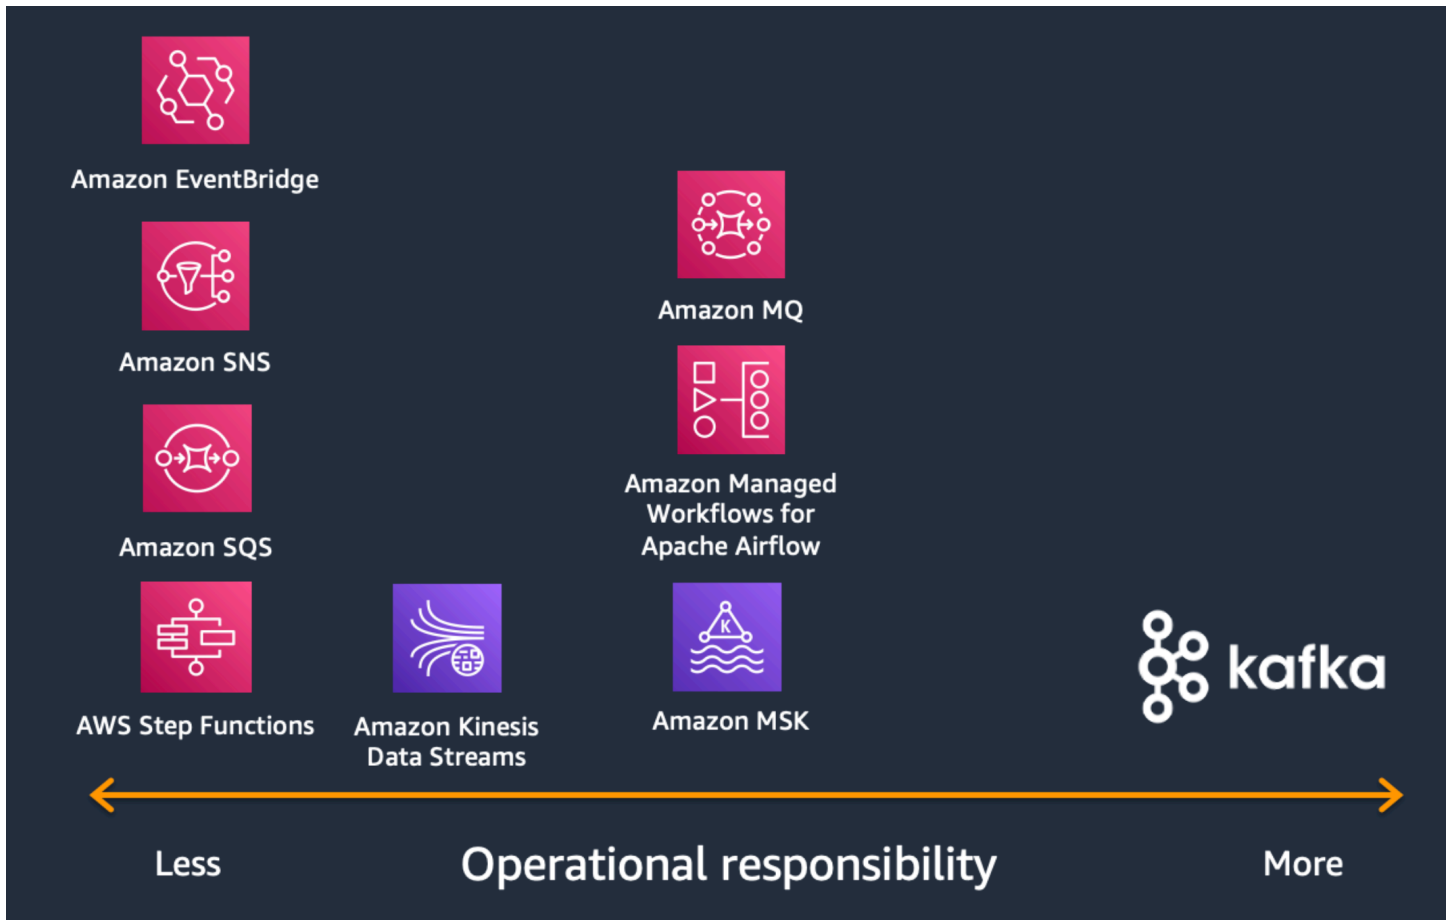 Amazon EventBridge
Amazon SNS
Amazon SQS
AWS Step Functions
Amazon Kinesis
Data Streams
Amazon MQ
Amazon Managed
Workflows for
Apache Airflow
K
Amazon MSK
kafka
Less
Operational responsibility
More